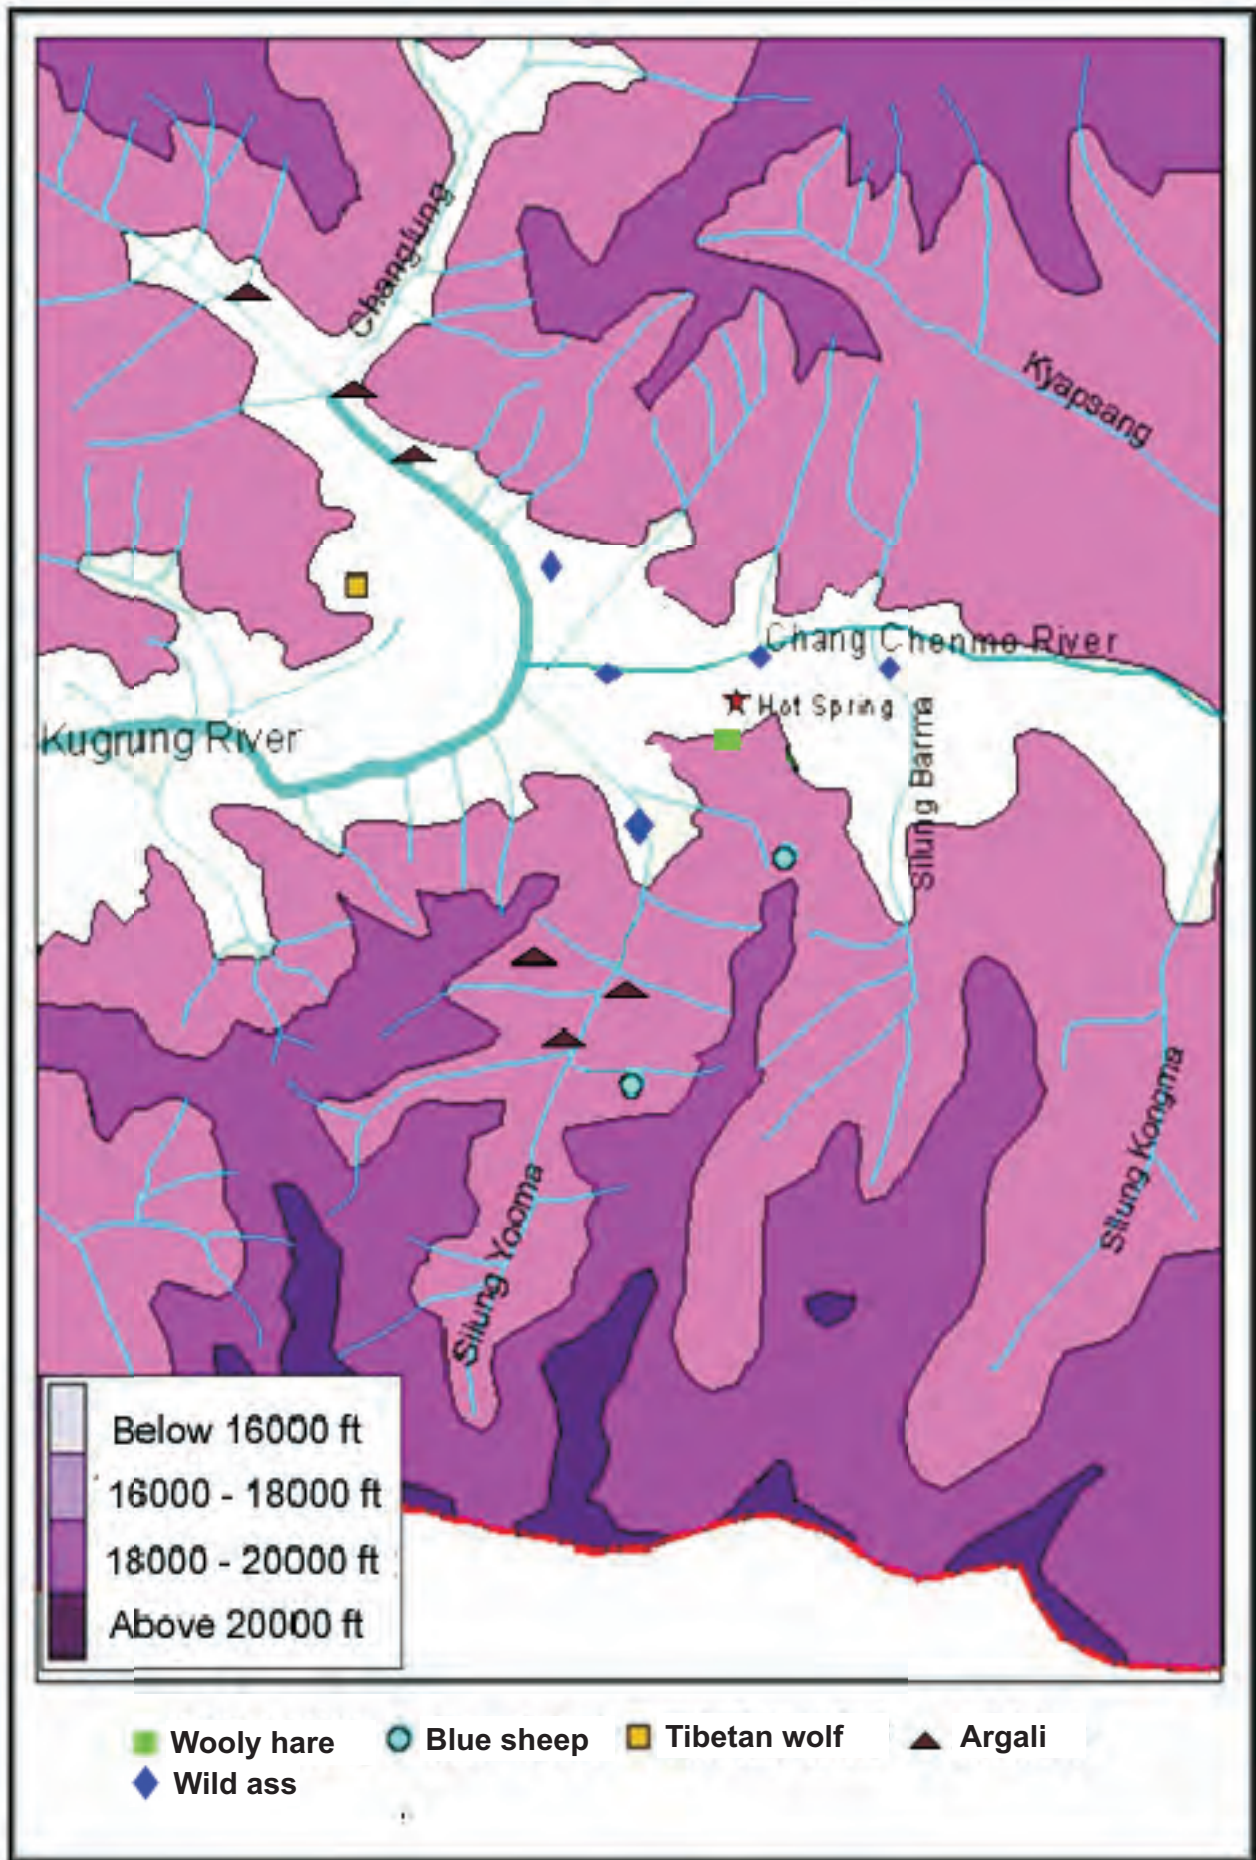 Changlung
Kyapsang
Chang Chenmo River
Hot Spring
Kugrung River
Silung Barma
Silung Kongma
Silung Yooma
Below 16000 ft
16000 - 18000 ft
18000 - 20000 ft
Above 20000 ft
Wooly hare
Blue sheep
Tibetan wolf
Argali
Wild ass